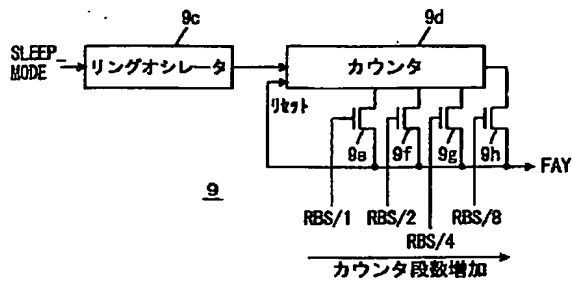 9c
9d
SLEEP
MODE
リングオシレータ
カウンタ
リセット
9e
9f
9g
9h
FAY
9
RBS/1
RBS/2
RBS/4
RBS/8
カウンタ段数増加